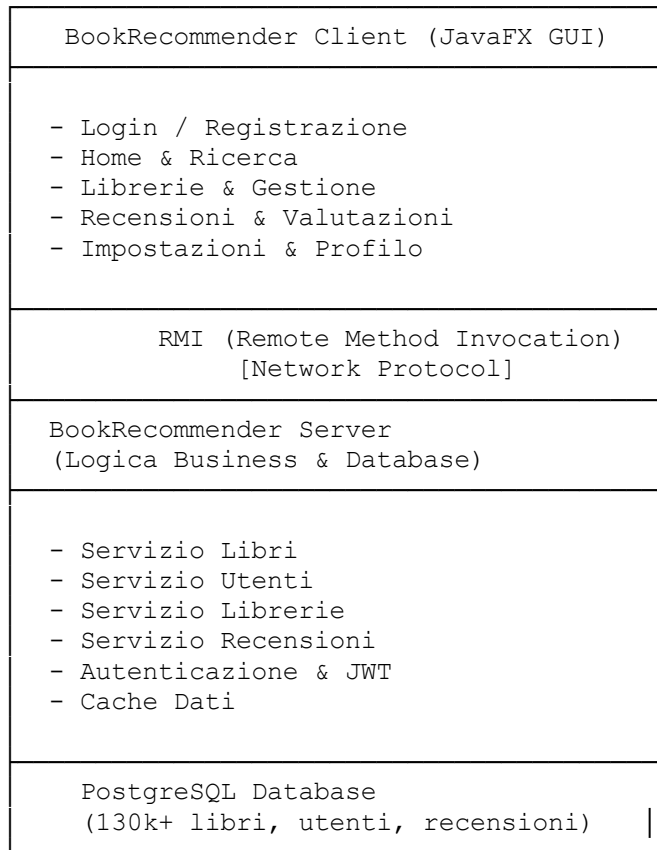 BookRecommender Client (JavaFX GUI)
- Login / Registrazione
- Home & Ricerca
- Librerie & Gestione
- Recensioni & Valutazioni
- Impostazioni & Profilo
RMI (Remote Method Invocation)
[Network Protocol]
BookRecommender Server
(Logica Business & Database)
- Servizio Libri
- Servizio Utenti
- Servizio Librerie
- Servizio Recensioni
- Autenticazione & JWT
- Cache Dati
PostgreSQL Database
(130k+ libri, utenti, recensioni)